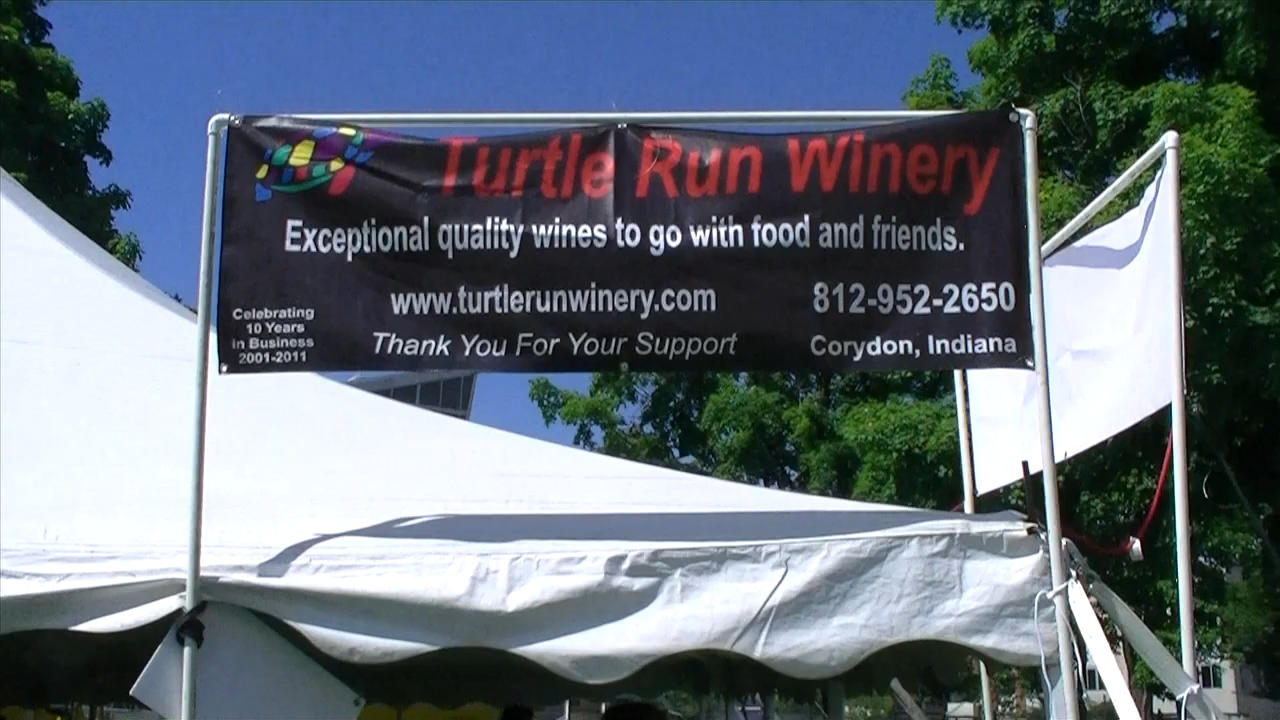 Turtle Run Winery
Exceptional quality wines to go with food and friends.
www.turtlerunwinery.com 812-952-2650
Celebrating
10 Years
in Business
2001-2011
Thank You For Your Support
Corydon, Indiana